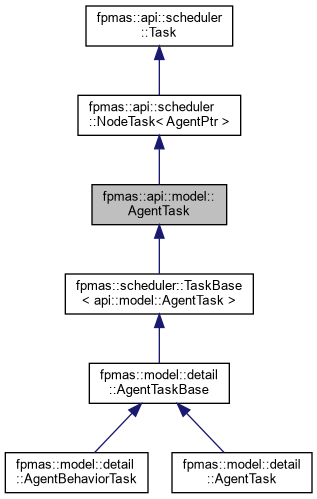 fpmas::api::scheduler
::Task
fpmas::api::scheduler
::NodeTask< AgentPtr >
fpmas::api::model::
AgentTask
fpmas::scheduler::TaskBase
< api::model::AgentTask >
fpmas::model::detail
::AgentTaskBase
fpmas::model::detail
::AgentBehaviorTask
fpmas::model::detail
::AgentTask